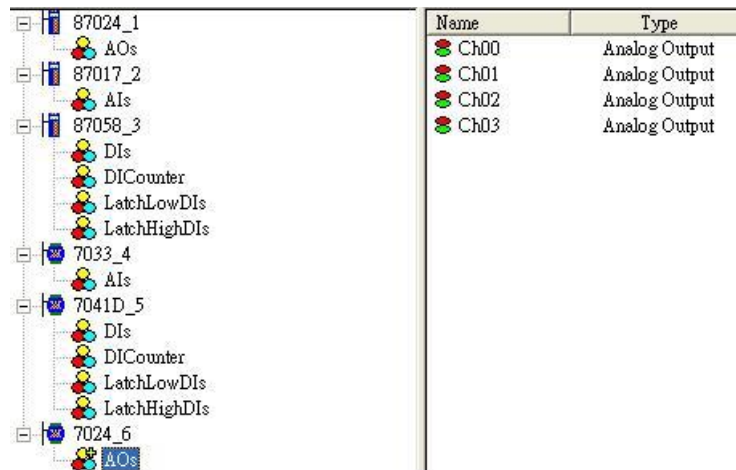 87024_1
AOs
87017_2
AIs
87058_3
DIs
DICounter
LatchLowDIs
LatchHighDIs
7033_4
AIs
7041D_5
DIs
DICounter
LatchLowDIs
LatchHighDIs
7024_6
AOs
Name Type
Ch00 Analog Output
Ch01 Analog Output
Ch02 Analog Output
Ch03 Analog Output